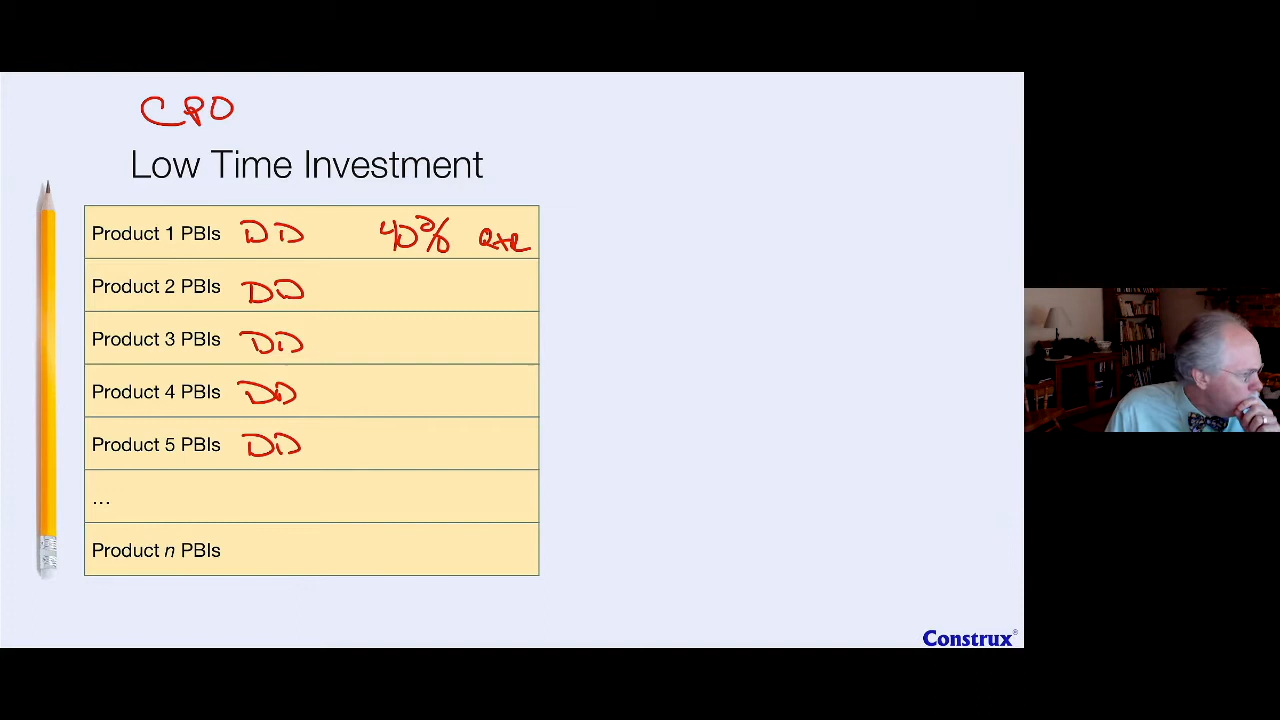 CPO
Low Time Investment
Product 1 PBIs DD 40% QTR
Product 2 PBIs DD
Product 3 PBIs DD
Product 4 PBIs DD
Product 5 PBIs DD
...
Product n PBIs
Construx®